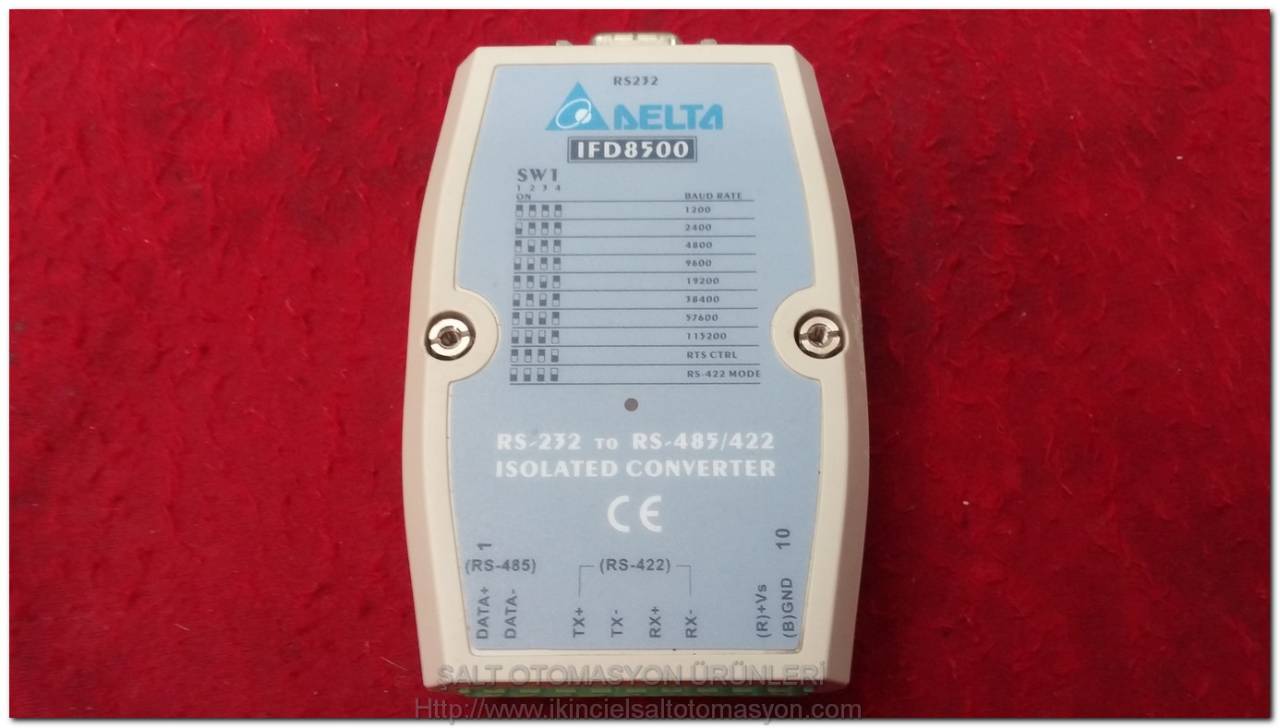 RS232
DELTA
IFD8500
SW1
1 2 3 4
ON BAUD RATE
1200
2400
4800
9600
19200
38400
57600
115200
RTS CTRL
RS-422 MODE
RS-232 TO RS-485/422
ISOLATED CONVERTER
CE
1 10
(RS-485) (RS-422)
DATA+ DATA- TX+ TX- RX+ RX- (R)+Vs (B)GND
SALT OTOMASYON ÜRÜNLERİ
Http://www.ikincielsaltotomasyon.com/